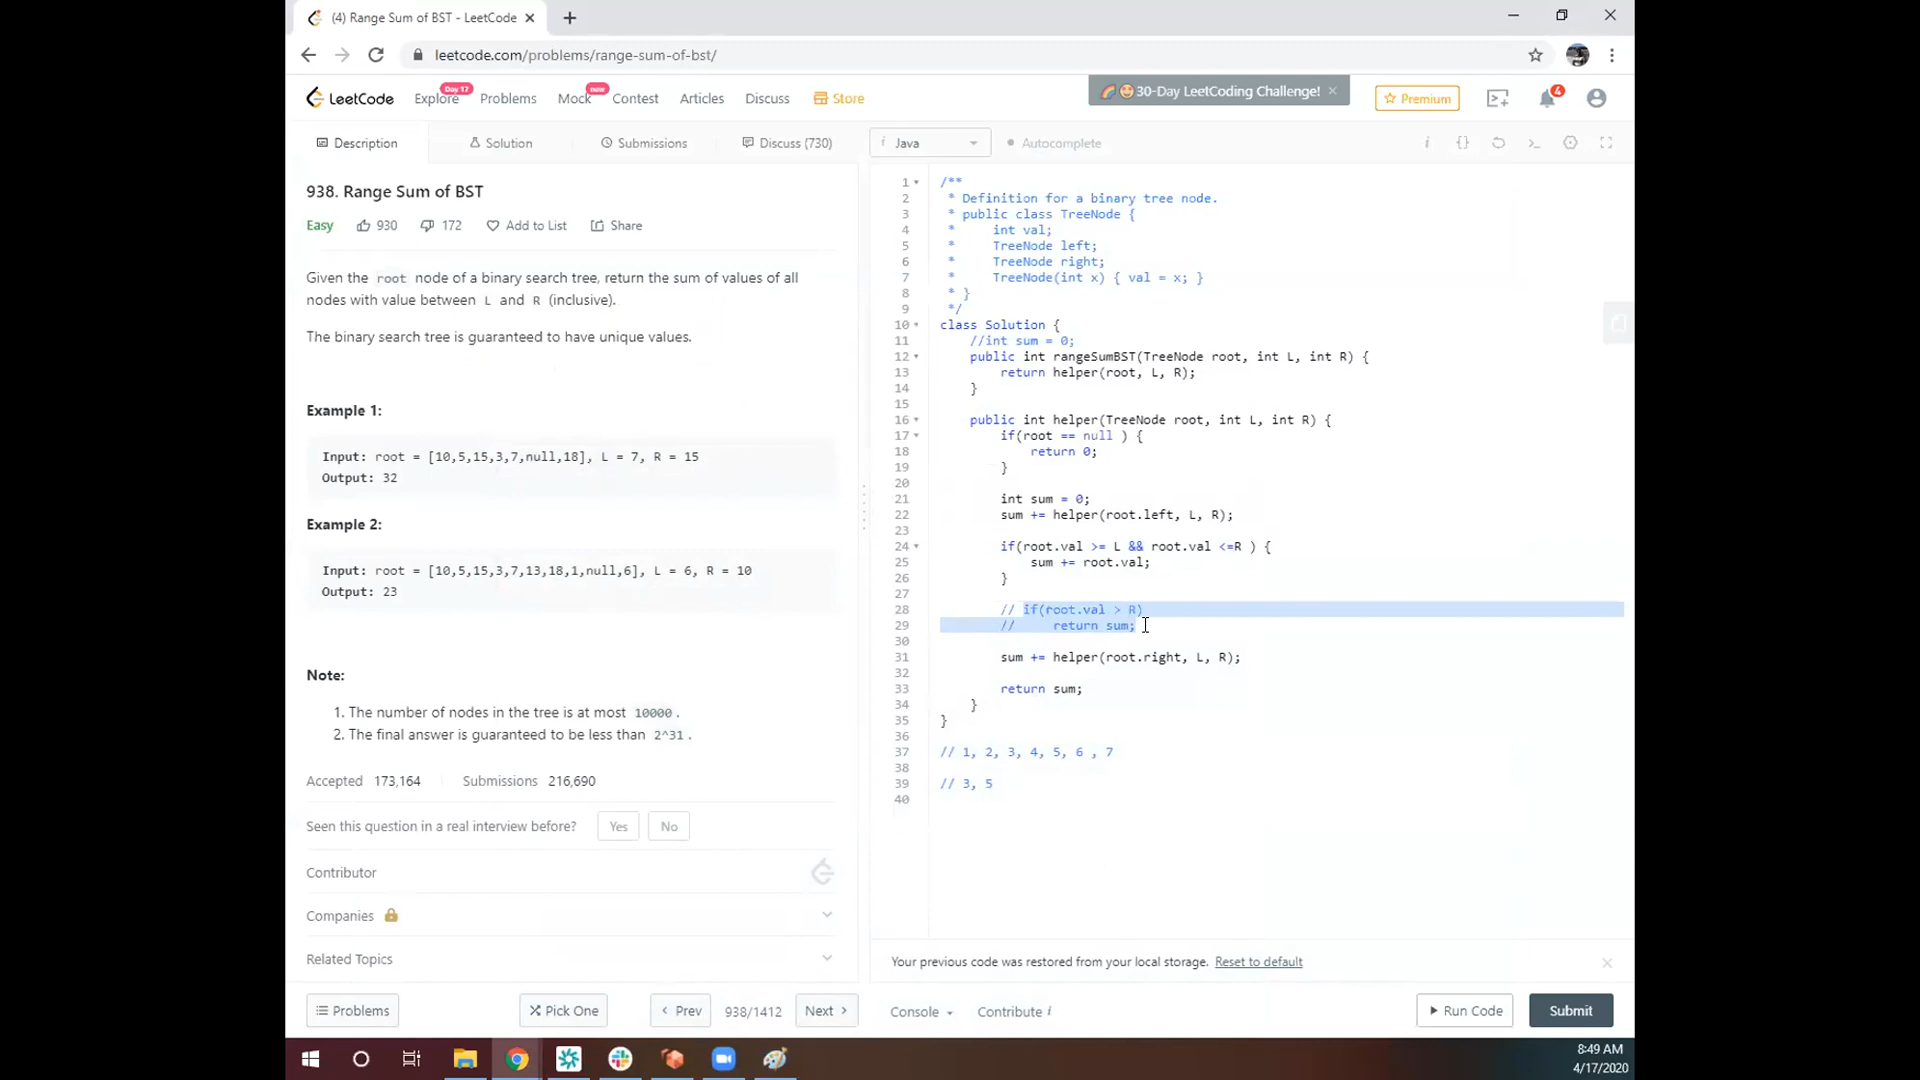 (4) Range Sum of BST - LeetCode
leetcode.com/problems/range-sum-of-bst/
LeetCode
Explore
Day 17
Problems
Mock
new
Contest
Articles
Discuss
Store
30-Day LeetCoding Challenge!
Premium
4
Description
Solution
Submissions
Discuss (730)
i Java
Autocomplete
938. Range Sum of BST
Easy
930
172
Add to List
Share
Given the root node of a binary search tree, return the sum of values of all
nodes with value between L and R (inclusive).
The binary search tree is guaranteed to have unique values.
Example 1:
Input: root = [10,5,15,3,7,null,18], L = 7, R = 15
Output: 32
Example 2:
Input: root = [10,5,15,3,7,13,18,1,null,6], L = 6, R = 10
Output: 23
Note:
1. The number of nodes in the tree is at most 10000.
2. The final answer is guaranteed to be less than 2^31.
Accepted 173,164
Submissions 216,690
Seen this question in a real interview before?
Yes
No
Contributor
Companies
Related Topics
Problems
Pick One
Prev
938/1412
Next
1 /**
2 * Definition for a binary tree node.
3 * public class TreeNode {
4 * int val;
5 * TreeNode left;
6 * TreeNode right;
7 * TreeNode(int x) { val = x; }
8 * }
9 */
10 class Solution {
11 //int sum = 0;
12 public int rangeSumBST(TreeNode root, int L, int R) {
13 return helper(root, L, R);
14 }
15
16 public int helper(TreeNode root, int L, int R) {
17 if(root == null ) {
18 return 0;
19 }
20
21 int sum = 0;
22 sum += helper(root.left, L, R);
23
24 if(root.val >= L && root.val <=R ) {
25 sum += root.val;
26 }
27
28 // if(root.val > R)
29 // return sum;
30
31 sum += helper(root.right, L, R);
32
33 return sum;
34 }
35 }
36
37 // 1, 2, 3, 4, 5, 6 , 7
38
39 // 3, 5
40
Your previous code was restored from your local storage. Reset to default
Console
Contribute i
Run Code
Submit
8:49 AM
4/17/2020